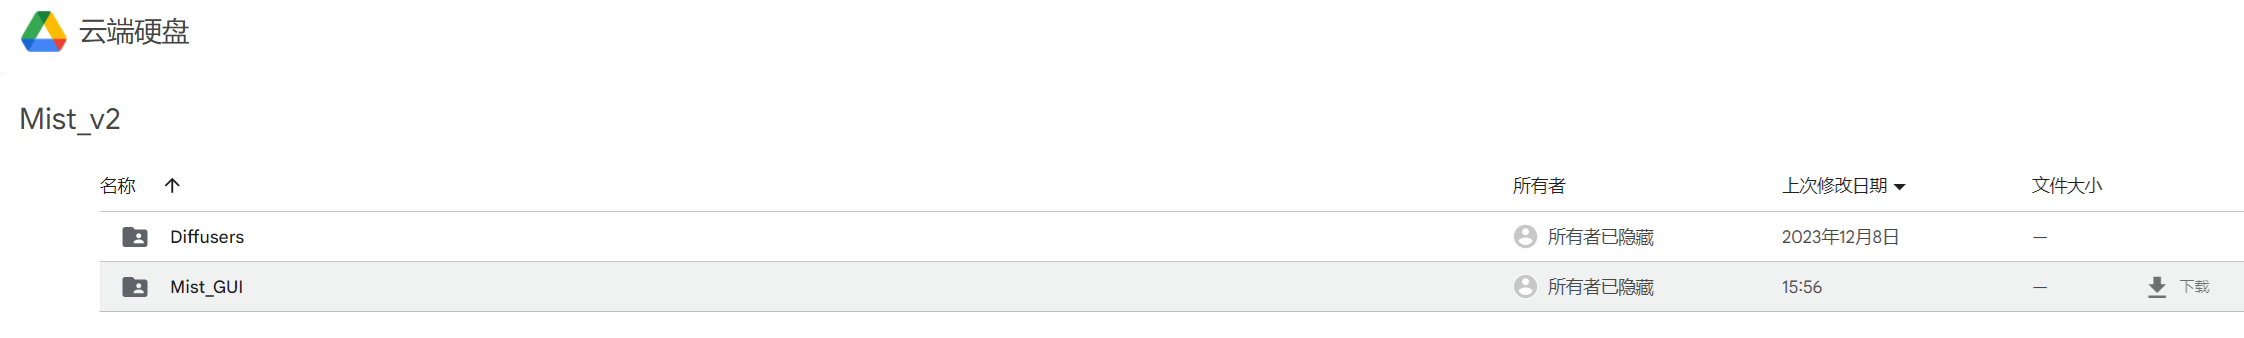 云端硬盘
Mist_v2
名称 所有者 上次修改日期 文件大小
Diffusers 所有者已隐藏 2023年12月8日 —
Mist_GUI 所有者已隐藏 15:56 — 下载